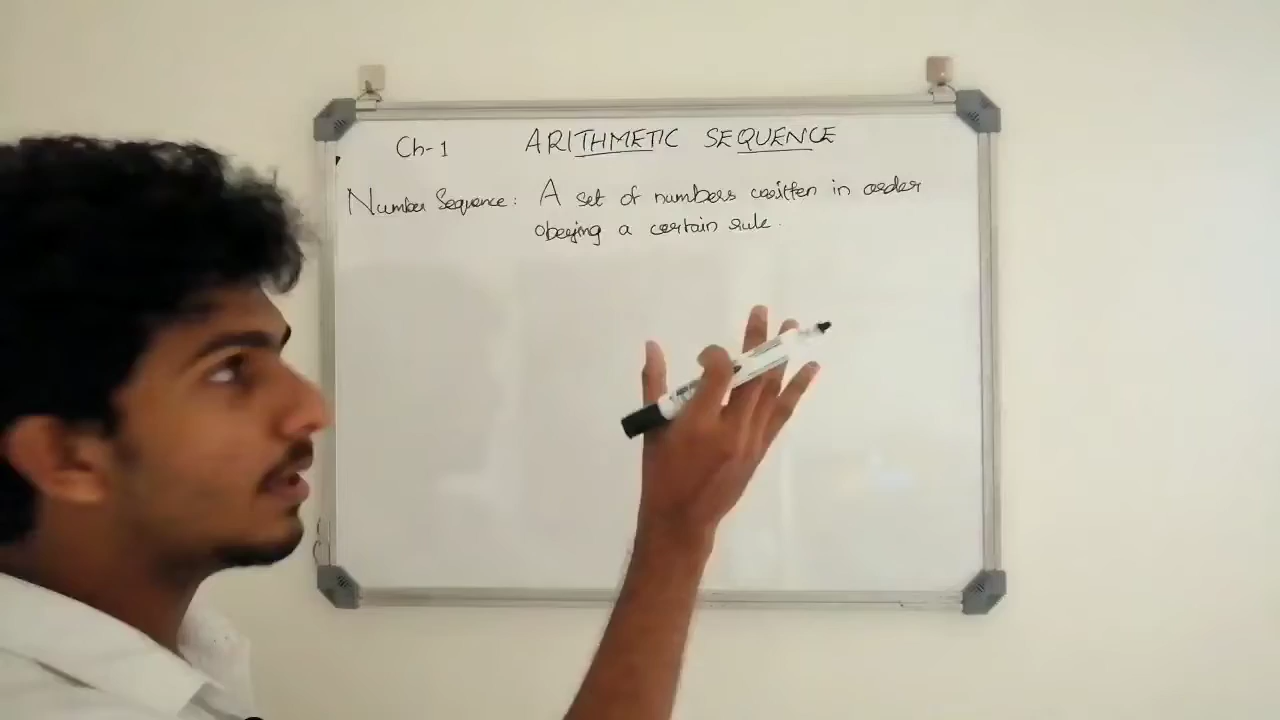 Ch-1 ARITHMETIC SEQUENCE
Number Sequence: A set of numbers written in order
obeying a certain rule.